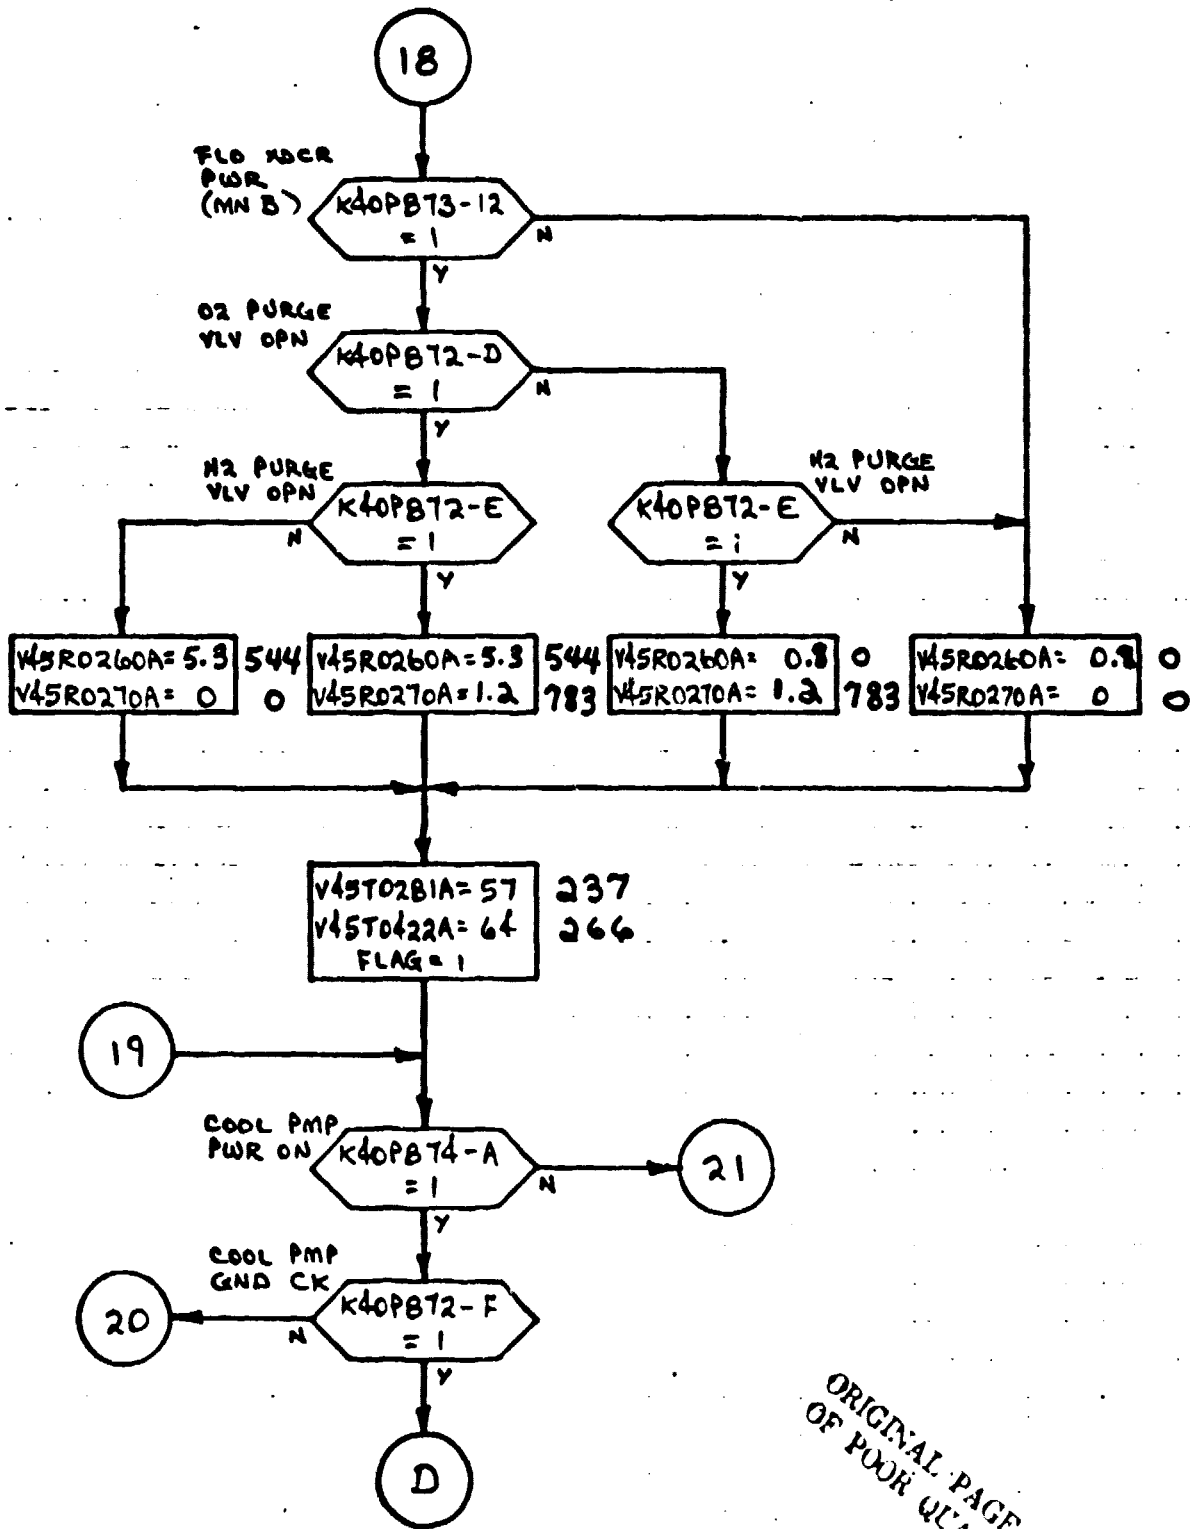 18
FLO XDCR
PWR
(MN B)
K40P873-12
= 1
N
Y
O2 PURGE
VLV OPN
K40P872-D
= 1
N
Y
H2 PURGE
VLV OPN
K40P872-E
= 1
N
Y
H2 PURGE
VLV OPN
K40P872-E
= 1
N
Y
V45R0260A= 5.3 544
V45R0270A= 0 0
V45R0260A= 5.3 544
V45R0270A= 1.2 783
V45R0260A= 0.8 0
V45R0270A= 1.2 783
V45R0260A= 0.8 0
V45R0270A= 0 0
V45T0281A= 57 237
V45T0422A= 64 266
FLAG = 1
19
COOL PMP
PWR ON
K40P874-A
= 1
N
Y
21
COOL PMP
GND CK
K40P872-F
= 1
N
Y
20
D
ORIGINAL PAGE
OF POOR